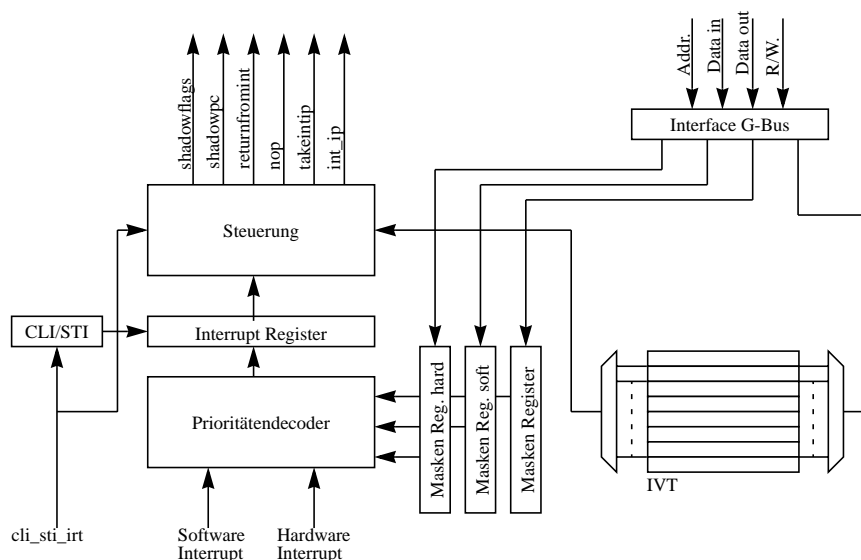 shadowflags
shadowpc
returnfromint
nop
takeintip
int_ip
Addr.
Data in
Data out
R/W.
Interface G-Bus
Steuerung
CLI/STI
Interrupt Register
Prioritätendecoder
Masken Reg. hard
Masken Reg. soft
Masken Register
IVT
cli_sti_irt
Software
Interrupt
Hardware
Interrupt